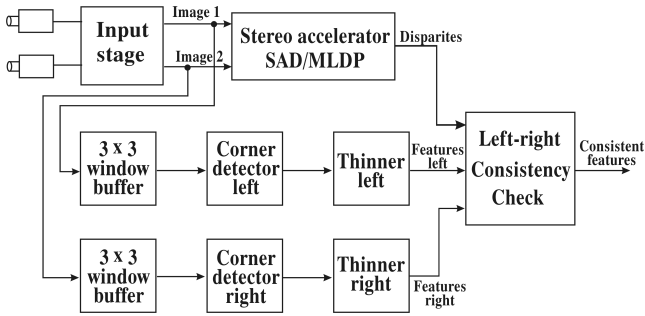 Input
stage
Image 1
Image 2
Stereo accelerator
SAD/MLDP
Disparites
3 x 3
window
buffer
Corner
detector
left
Thinner
left
Features
left
Left-right
Consistency
Check
Consistent
features
3 x 3
window
buffer
Corner
detector
right
Thinner
right
Features
right